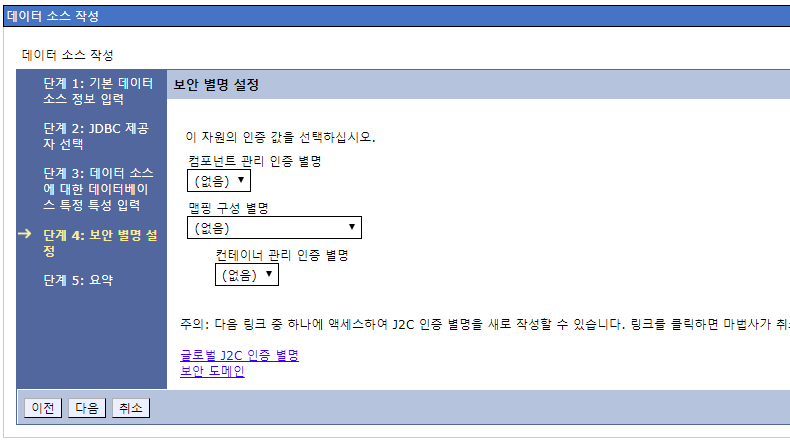 데이터 소스 작성
데이터 소스 작성
단계 1: 기본 데이터
소스 정보 입력
단계 2: JDBC 제공
자 선택
단계 3: 데이터 소스
에 대한 데이터베이
스 특정 특성 입력
단계 4: 보안 별명 설
정
단계 5: 요약
보안 별명 설정
이 자원의 인증 값을 선택하십시오.
컴포넌트 관리 인증 별명
(없음)
맵핑 구성 별명
(없음)
컨테이너 관리 인증 별명
(없음)
주의: 다음 링크 중 하나에 액세스하여 J2C 인증 별명을 새로 작성할 수 있습니다. 링크를 클릭하면 마법사가 취
글로벌 J2C 인증 별명
보안 도메인
이전 다음 취소